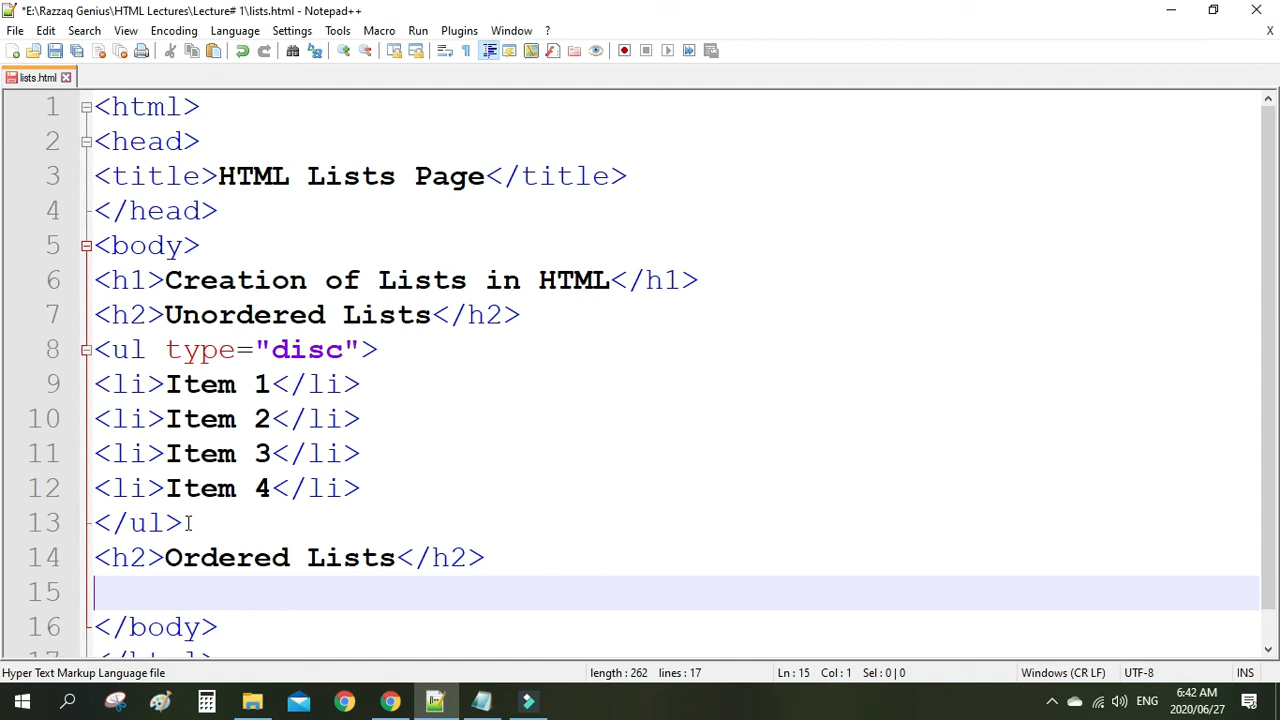 *E:\Razzaq Genius\HTML Lectures\Lecture# 1\lists.html - Notepad++
File Edit Search View Encoding Language Settings Tools Macro Run Plugins Window ? X
lists.html
1 <html>
2 <head>
3 <title>HTML Lists Page</title>
4 </head>
5 <body>
6 <h1>Creation of Lists in HTML</h1>
7 <h2>Unordered Lists</h2>
8 <ul type="disc">
9 <li>Item 1</li>
10 <li>Item 2</li>
11 <li>Item 3</li>
12 <li>Item 4</li>
13 </ul>
14 <h2>Ordered Lists</h2>
15
16 </body>
17 </html>
Hyper Text Markup Language file length : 262 lines : 17 Ln : 15 Col : 1 Sel : 0 | 0 Windows (CR LF) UTF-8 INS
ENG 6:42 AM
2020/06/27